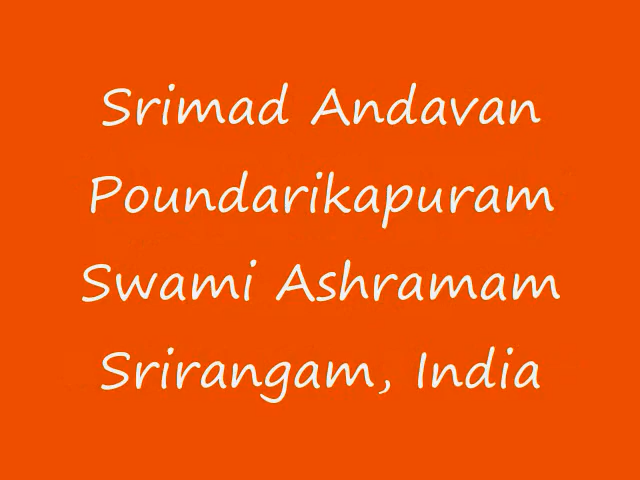 Srimad Andavan
Poundarikapuram
Swami Ashramam
Srirangam, India